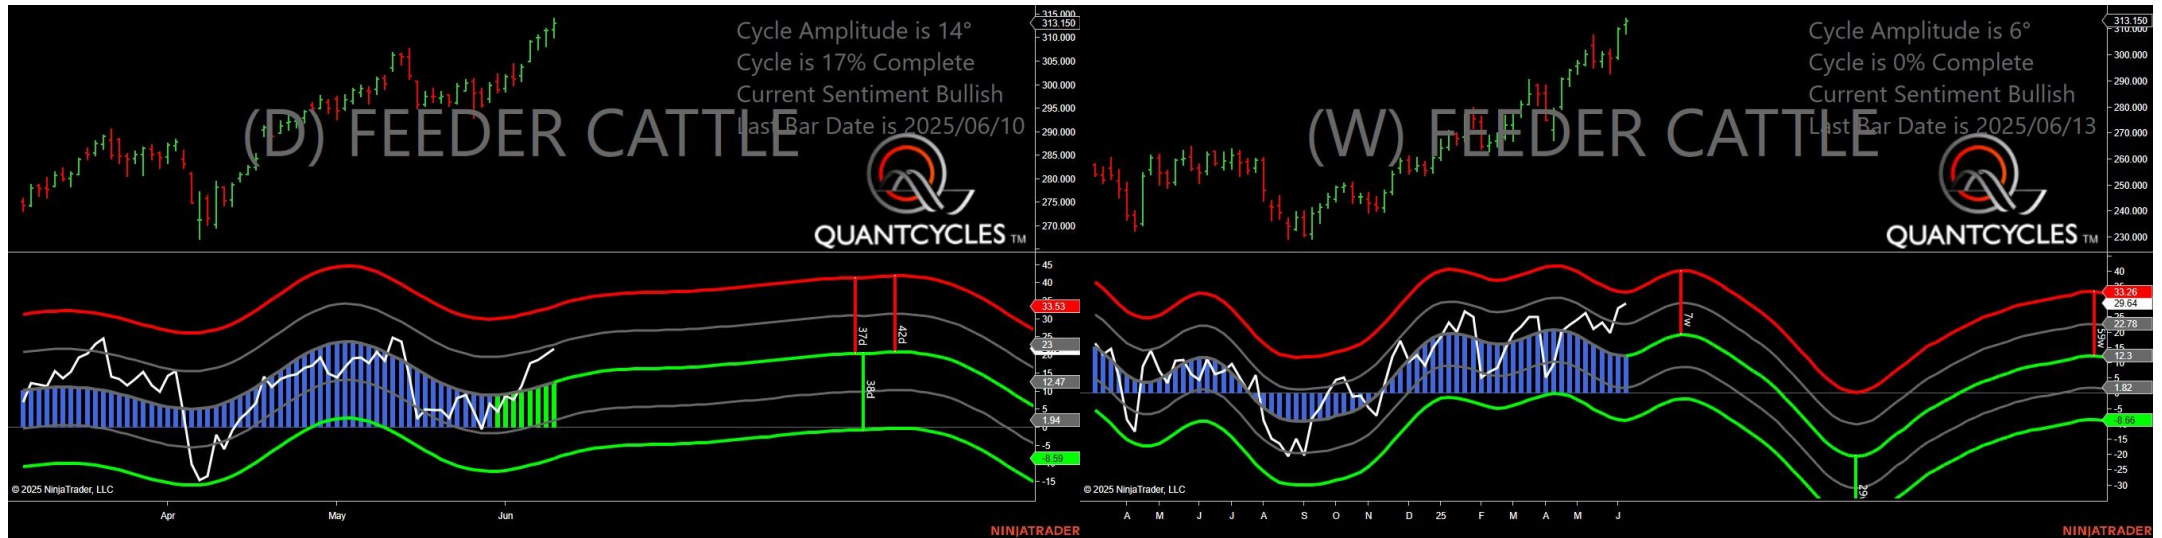 Cycle Amplitude is 14°
Cycle is 17% Complete
Current Sentiment Bullish
Last Bar Date is 2025/06/10
(D) FEEDER CATTLE
QUANTCYCLES TM
315.000
313.150
310.000
305.000
300.000
295.000
290.000
285.000
280.000
275.000
270.000
45
40
33.53
30
23
15
12.47
5
1.94
0
-5
-8.59
-15
37d
42d
38d
© 2025 NinjaTrader, LLC
Apr May Jun
NINJATRADER
Cycle Amplitude is 6°
Cycle is 0% Complete
Current Sentiment Bullish
Last Bar Date is 2025/06/13
(W) FEEDER CATTLE
QUANTCYCLES TM
313.150
310.000
300.000
290.000
280.000
270.000
260.000
250.000
240.000
230.000
40
33.26
29.64
22.78
15
12.3
5
1.82
0
-5
-8.66
-15
-20
-25
-30
7w
© 2025 NinjaTrader, LLC
A M J J A S O N D 25 F M A M J
NINJATRADER